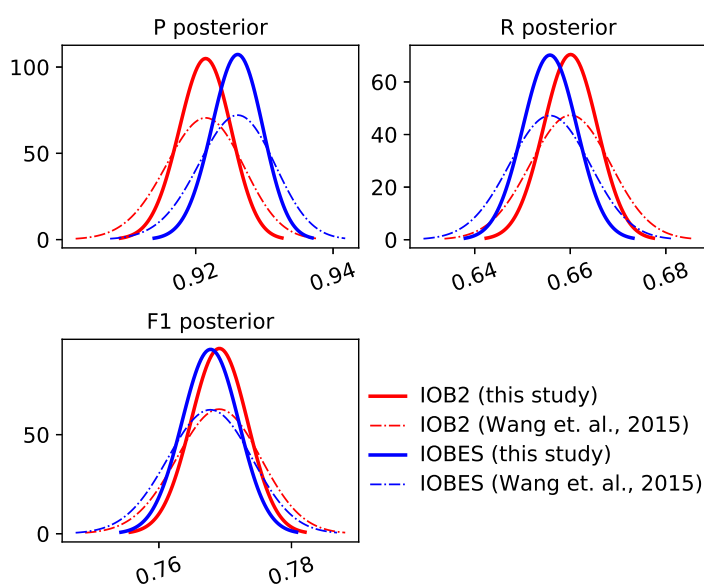 P posterior
R posterior
100
50
0
0.92
0.94
60
40
20
0
0.64
0.66
0.68
F1 posterior
50
0
0.76
0.78
IOB2 (this study)
IOB2 (Wang et. al., 2015)
IOBES (this study)
IOBES (Wang et. al., 2015)